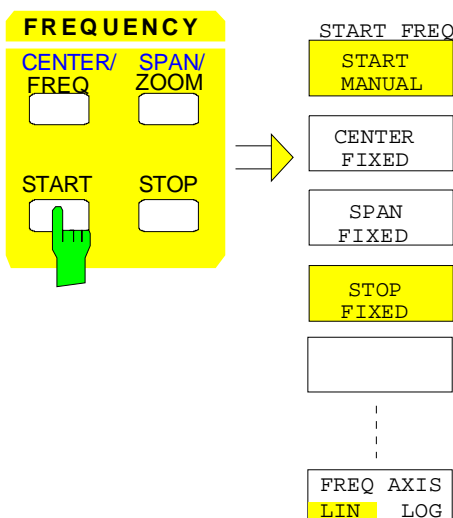 FREQUENCY
CENTER/ SPAN/
FREQ ZOOM
START STOP
START FREQ
START
MANUAL
CENTER
FIXED
SPAN
FIXED
STOP
FIXED
FREQ AXIS
LIN LOG